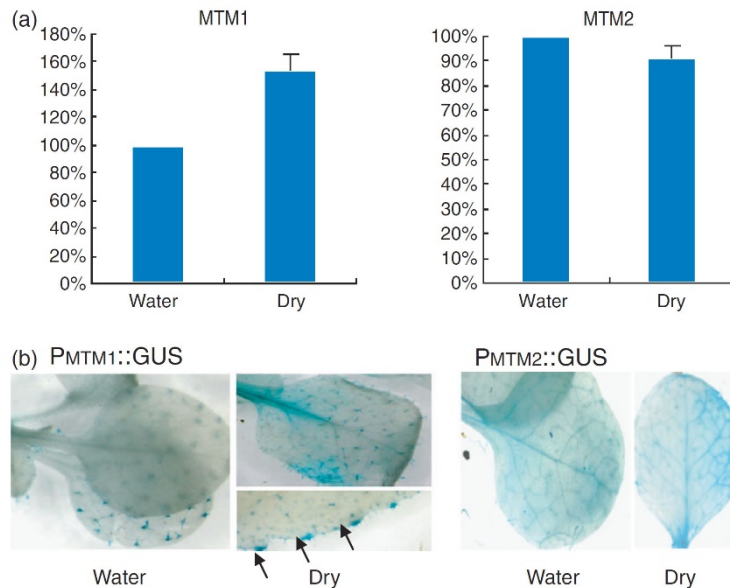 (a)
MTM1
180%
160%
140%
120%
100%
80%
60%
40%
20%
0%
Water Dry
MTM2
100%
90%
80%
70%
60%
50%
40%
30%
20%
10%
0%
Water Dry
(b) PMTM1::GUS
Water Dry
PMTM2::GUS
Water Dry